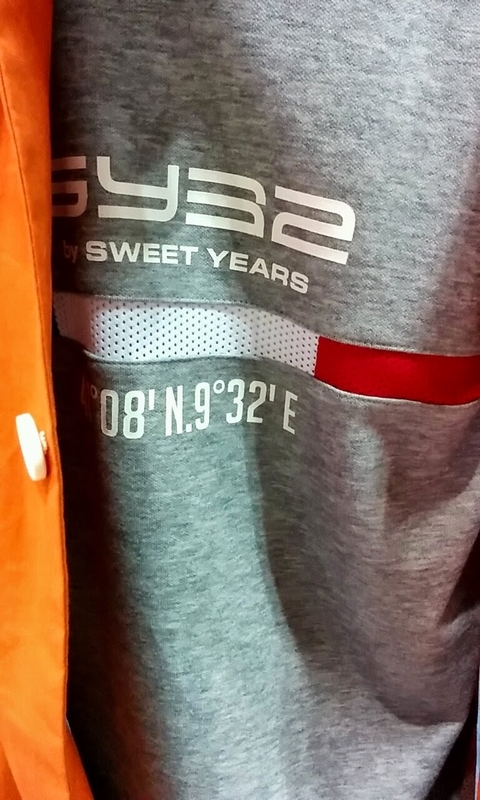 SY32
by SWEET YEARS
°08' N.9°32' E